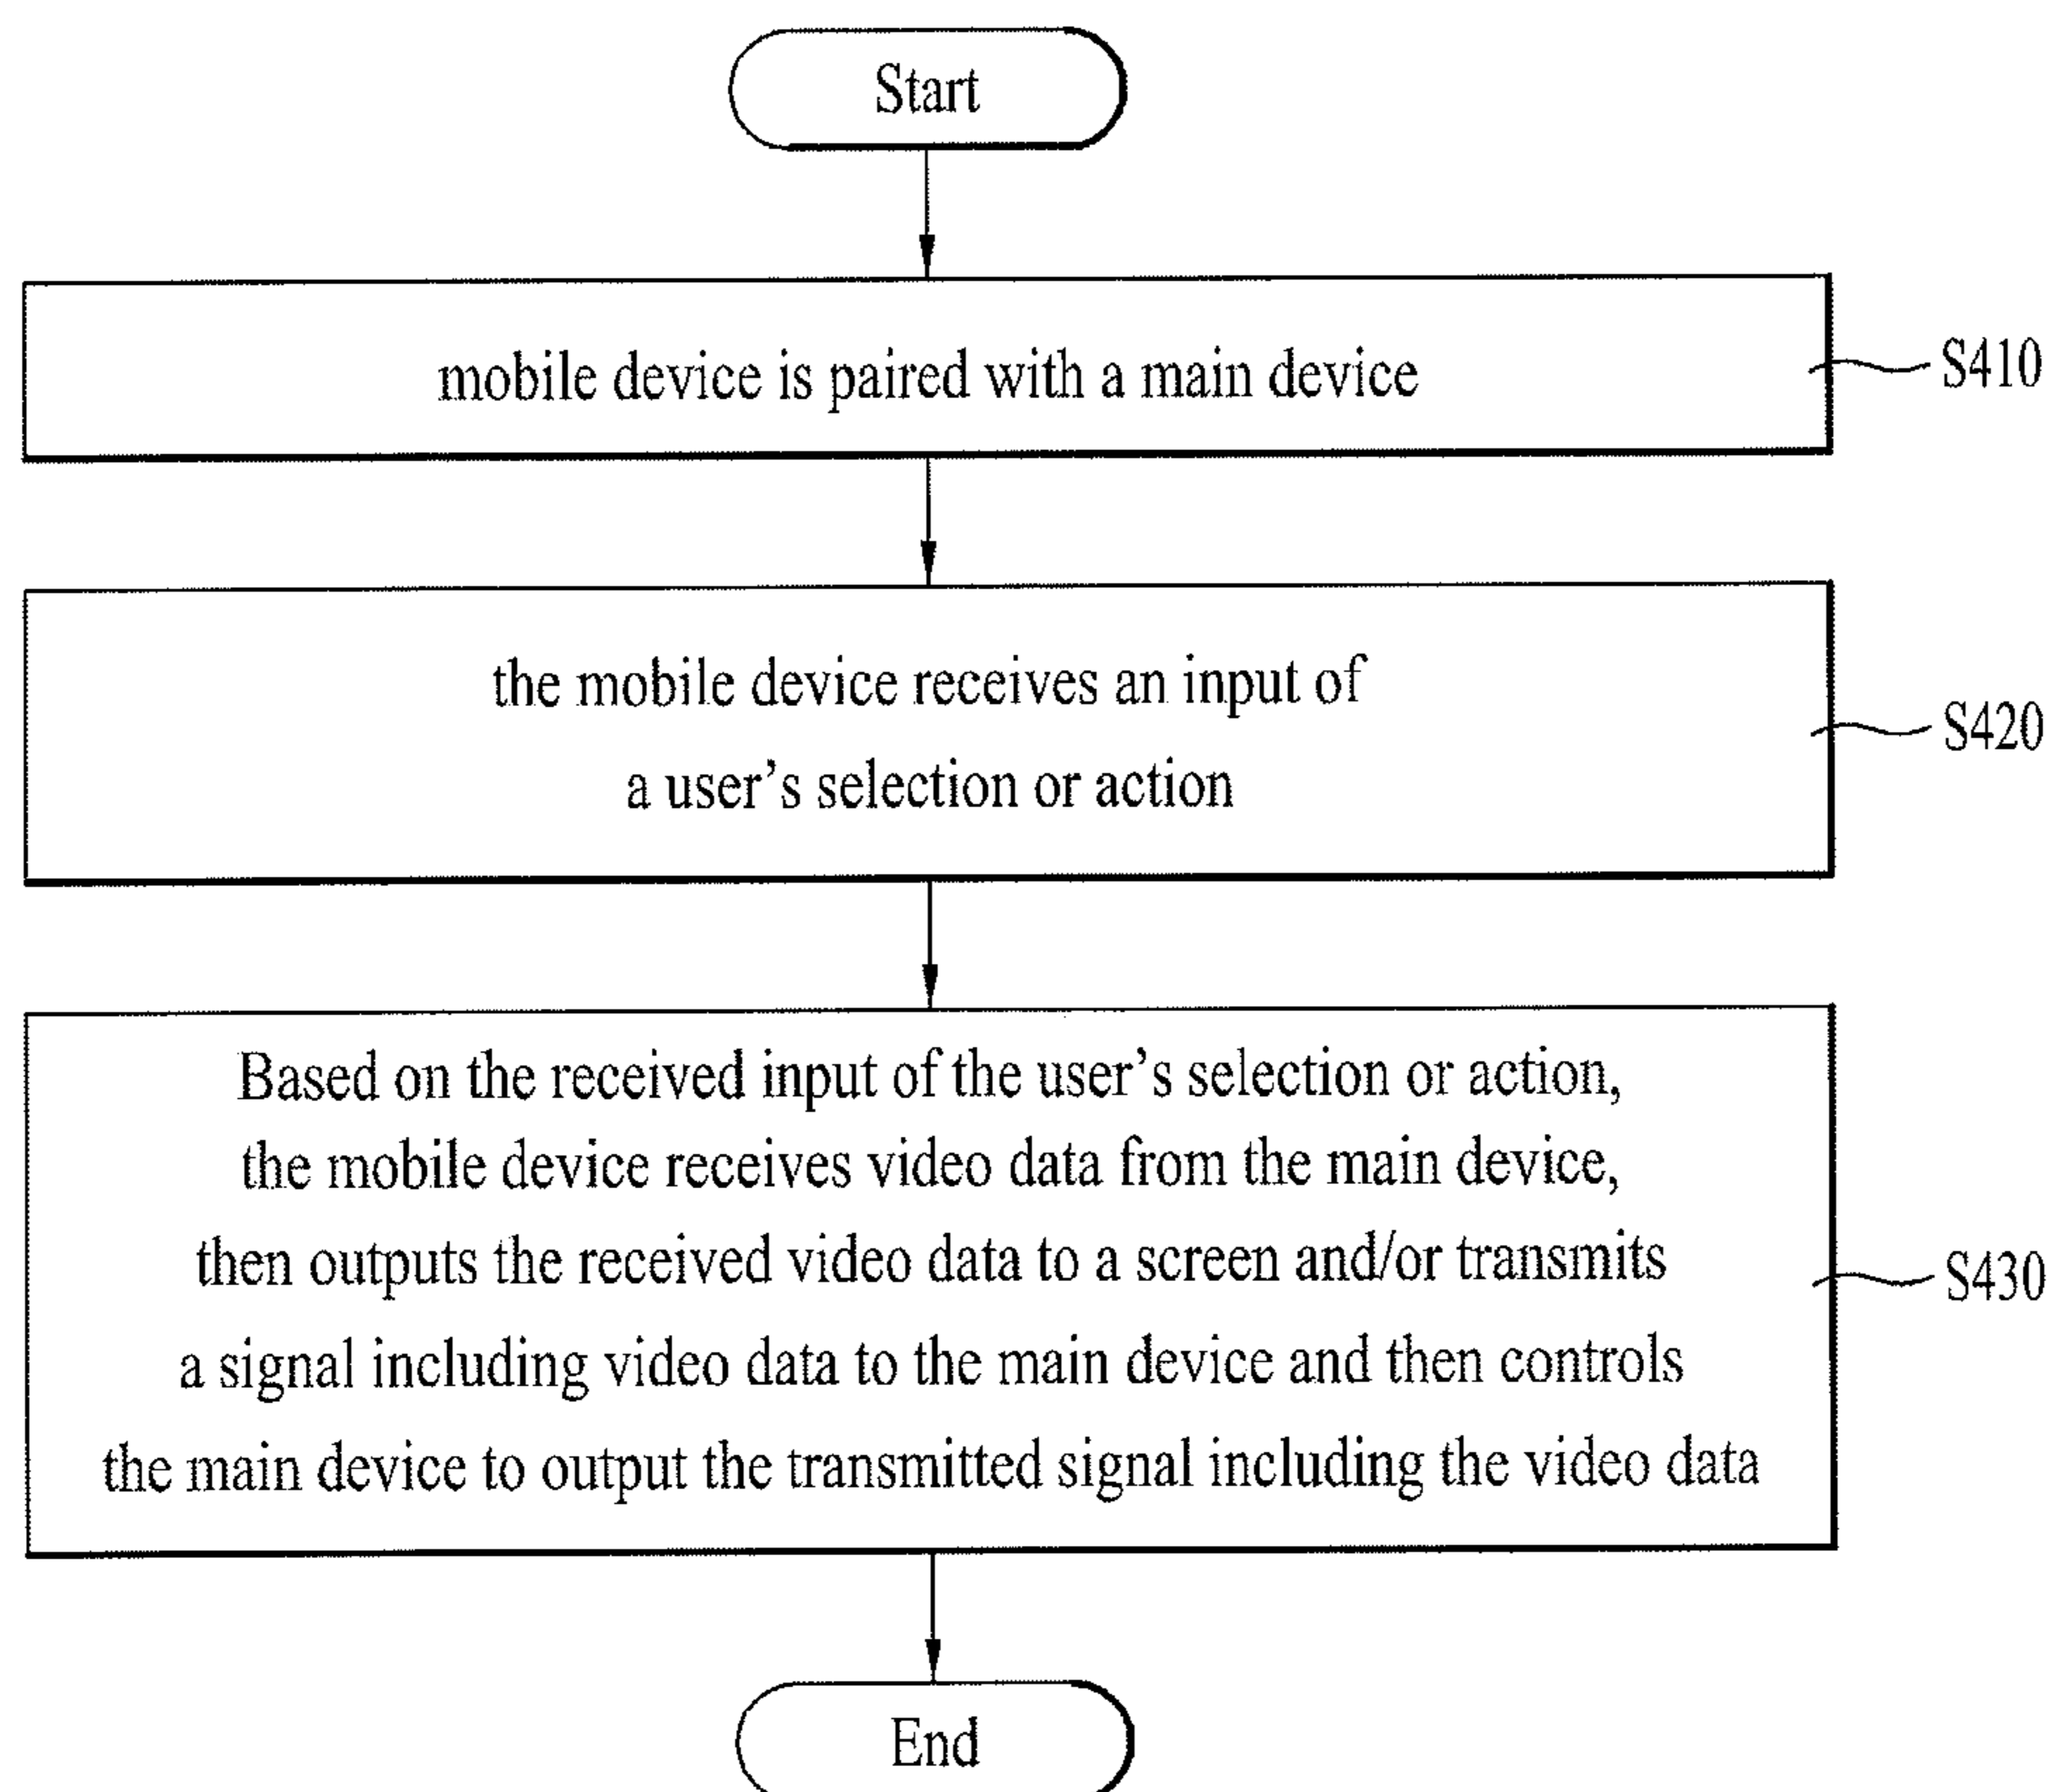 Start
mobile device is paired with a main device
S410
the mobile device receives an input of
a user's selection or action
S420
Based on the received input of the user's selection or action,
the mobile device receives video data from the main device,
then outputs the received video data to a screen and/or transmits
a signal including video data to the main device and then controls
the main device to output the transmitted signal including the video data
S430
End